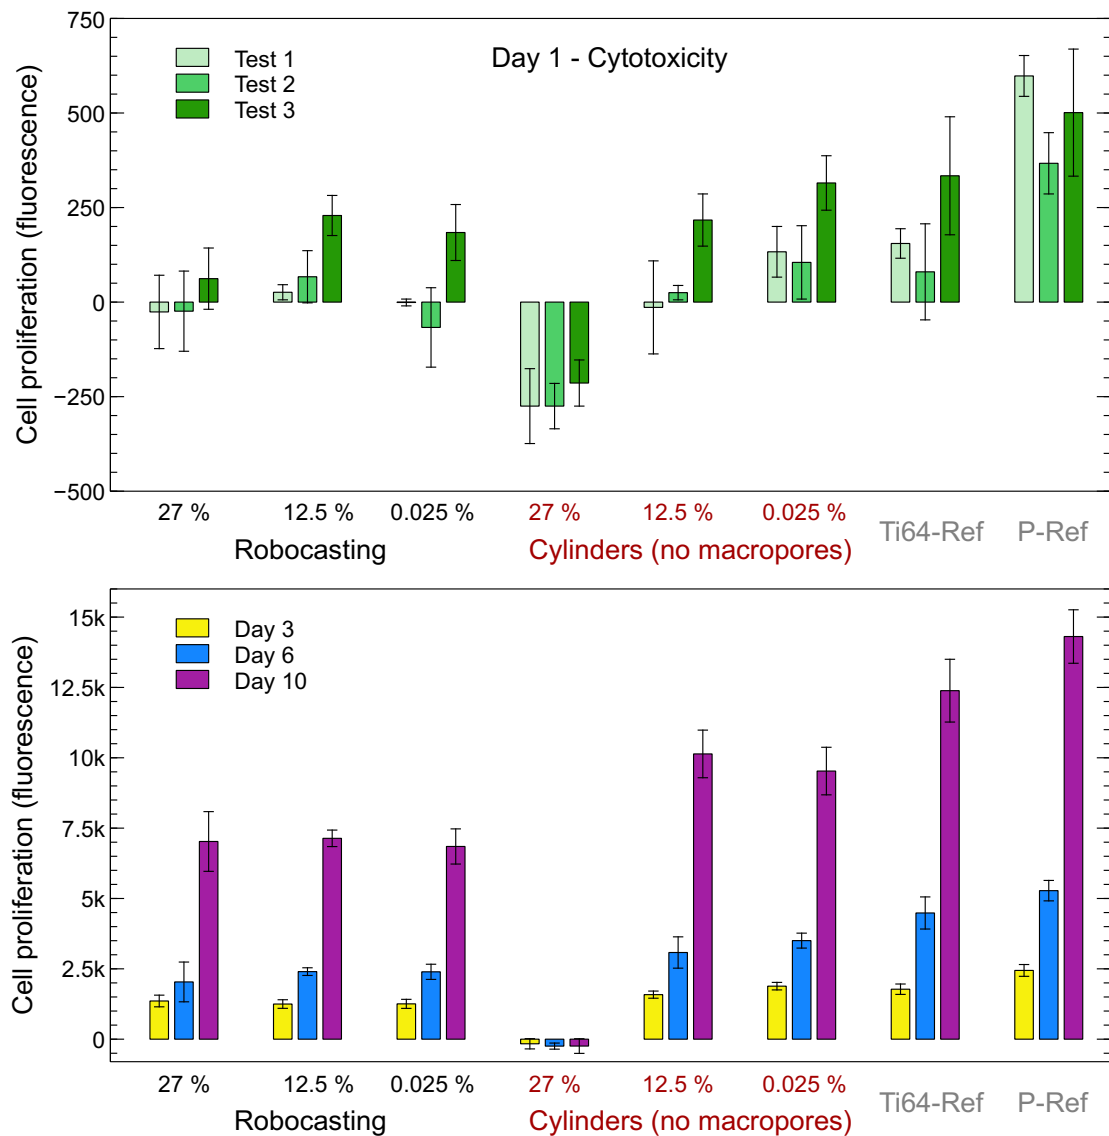 Day 1 - Cytotoxicity
Test 1
Test 2
Test 3
Cell proliferation (fluorescence)
750
500
250
0
−250
−500
27 % 12.5 % 0.025 % 27 % 12.5 % 0.025 %
Robocasting Cylinders (no macropores) Ti64-Ref P-Ref
Day 3
Day 6
Day 10
Cell proliferation (fluorescence)
15k
12.5k
10k
7.5k
5k
2.5k
0
27 % 12.5 % 0.025 % 27 % 12.5 % 0.025 %
Robocasting Cylinders (no macropores) Ti64-Ref P-Ref